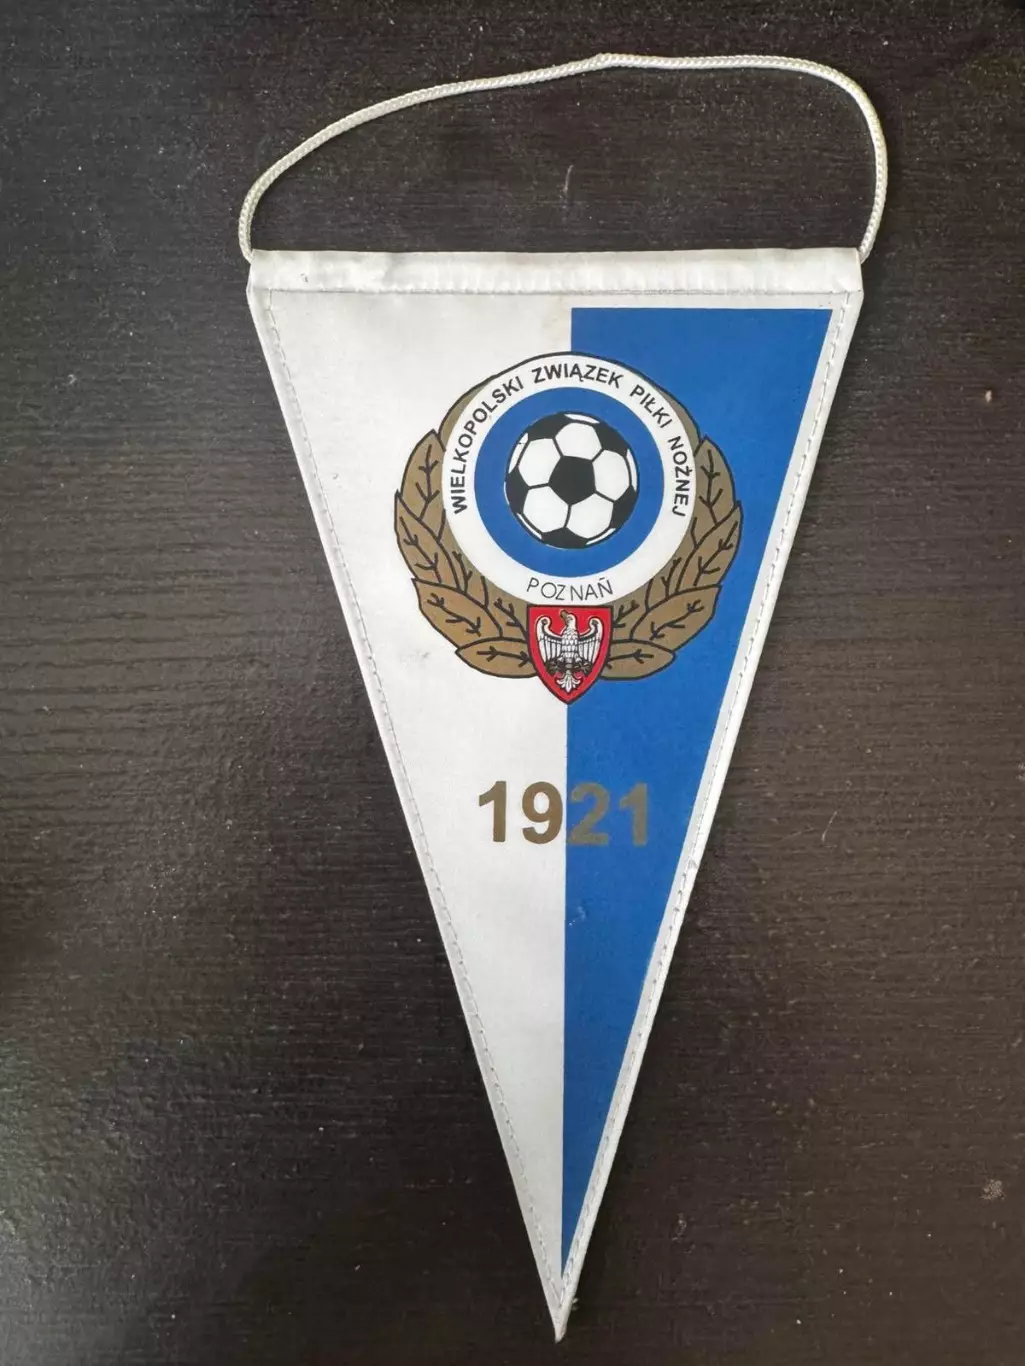 WIELKOPOLSKI ZWIĄZEK PIŁKI NOŻNEJ
POZNAŃ
1921